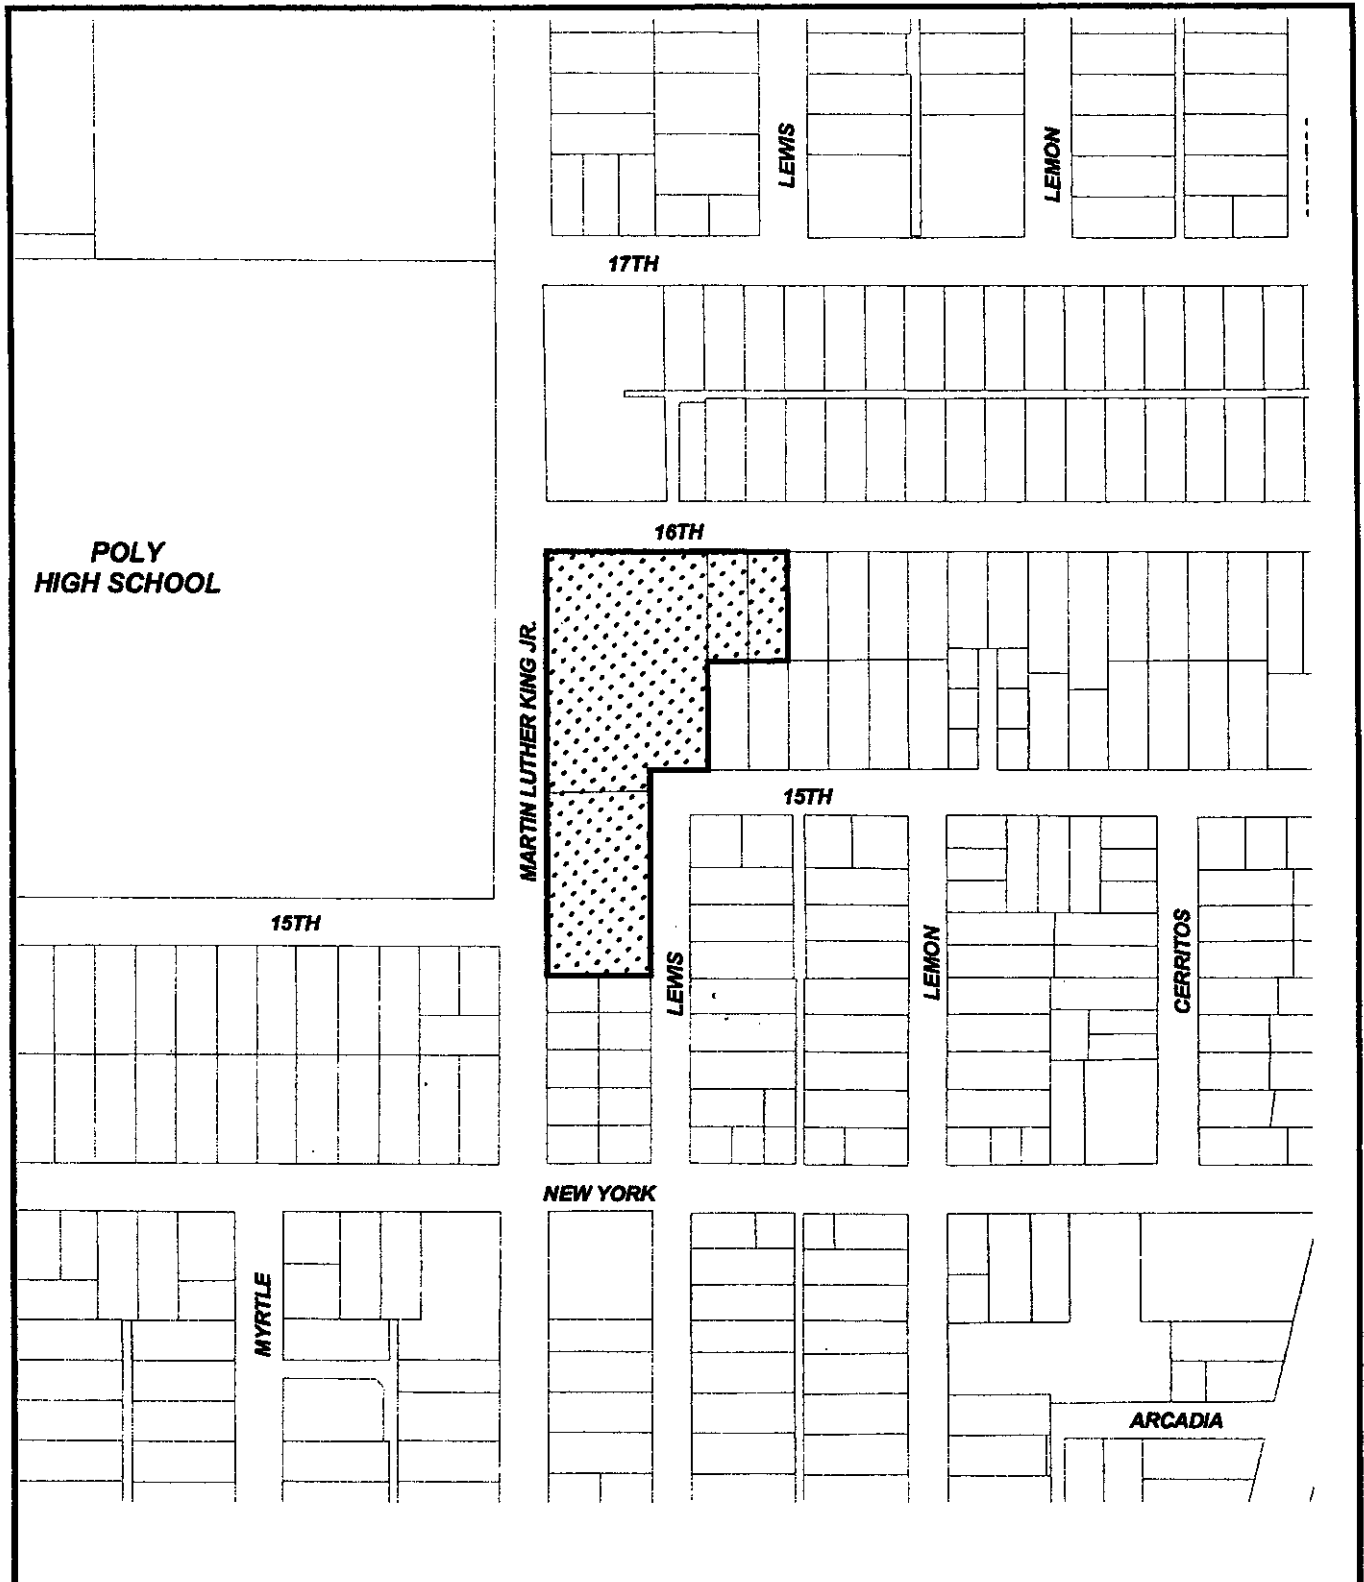 LEWIS
LEMON
17TH
16TH
POLY
HIGH SCHOOL
MARTIN LUTHER KING JR.
15TH
15TH
LEWIS
LEMON
CERRITOS
NEW YORK
MYRTLE
ARCADIA